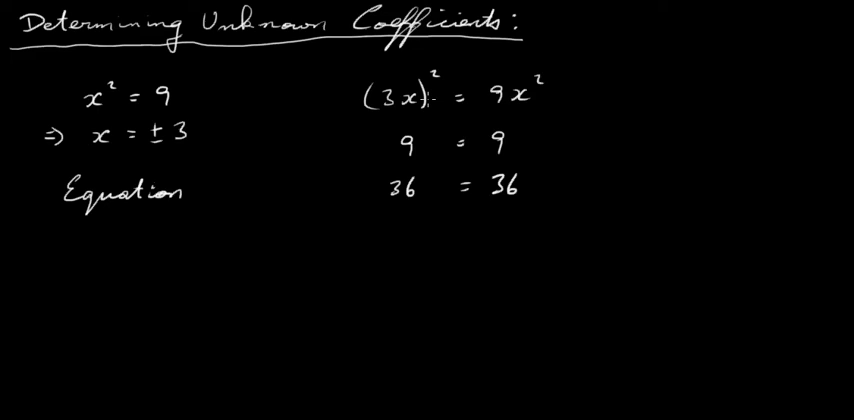 Determining Unknown Coefficients:
x² = 9
⇒ x = ± 3
Equation
(3x)² = 9x²
9 = 9
36 = 36